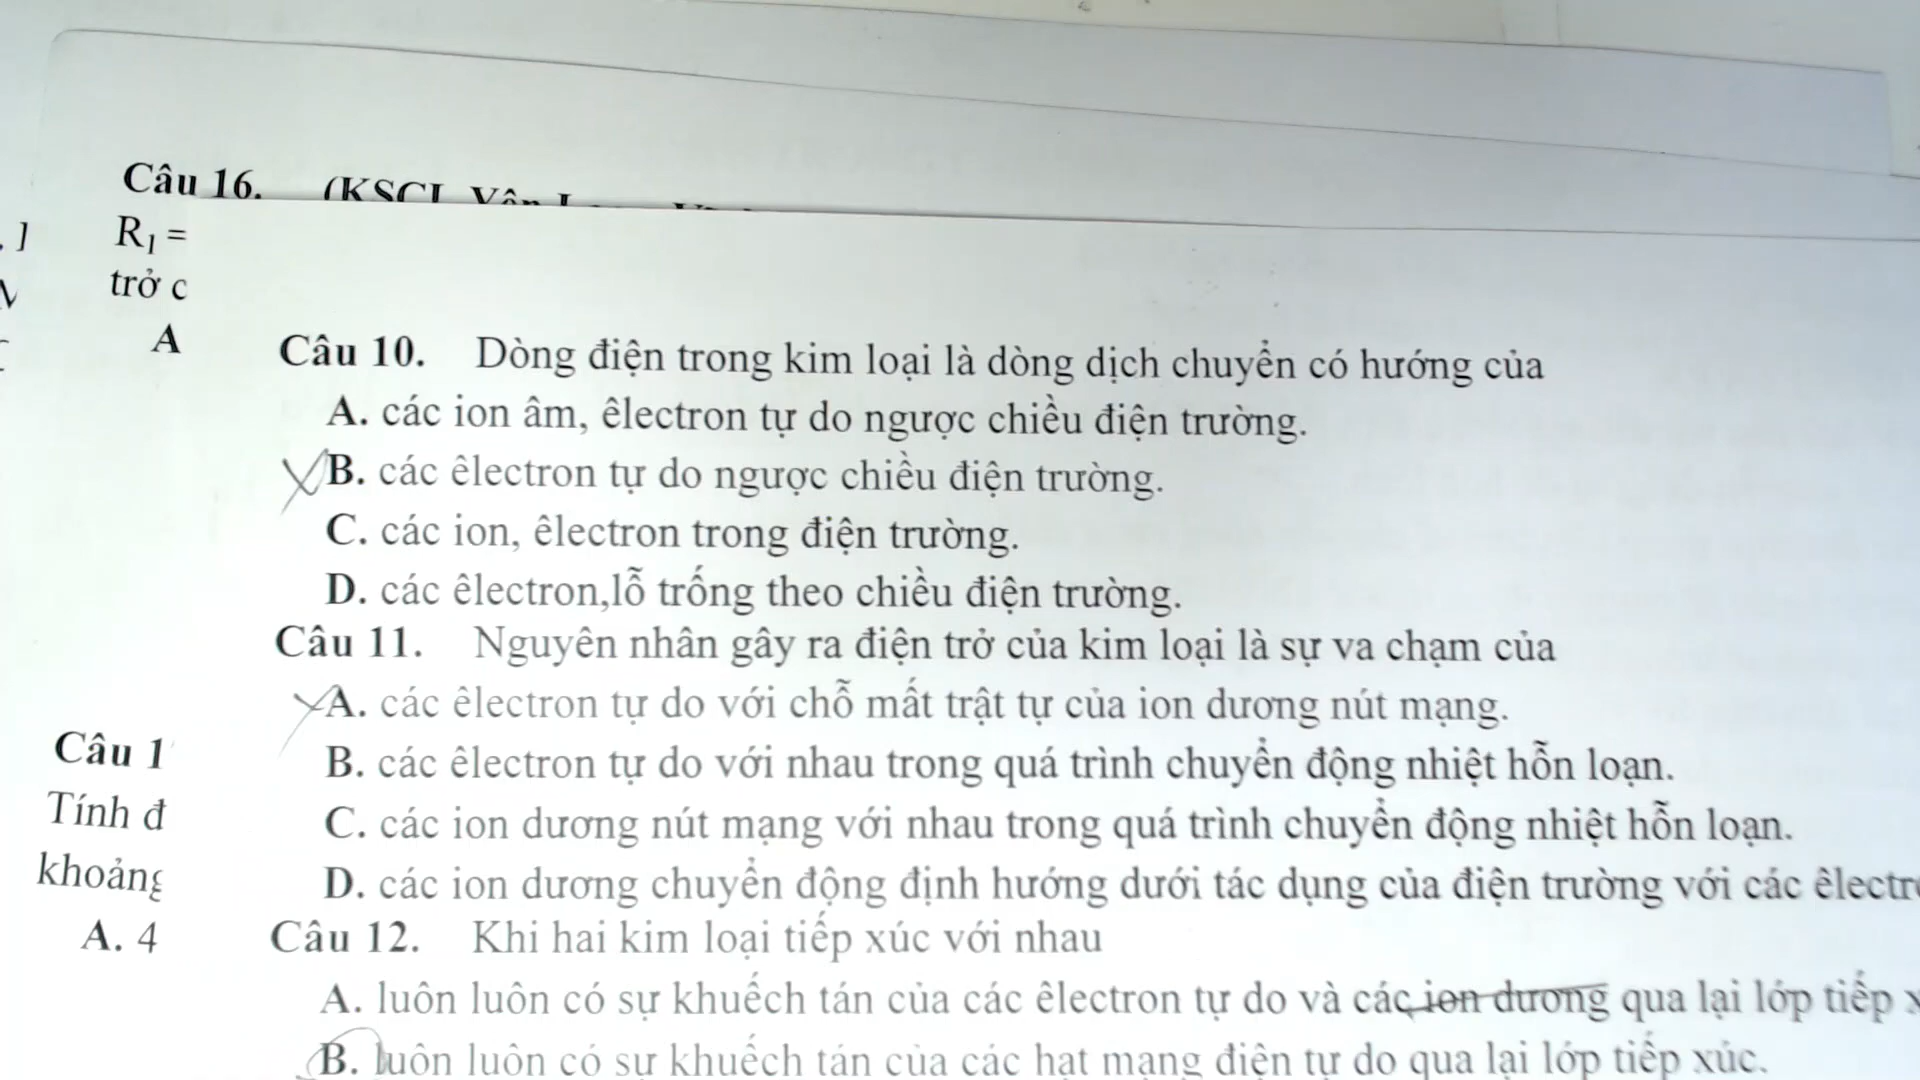 Câu 16.
R₁ =
trở c
A
Câu 10. Dòng điện trong kim loại là dòng dịch chuyển có hướng của
A. các ion âm, êlectron tự do ngược chiều điện trường.
B. các êlectron tự do ngược chiều điện trường.
C. các ion, êlectron trong điện trường.
D. các êlectron,lỗ trống theo chiều điện trường.
Câu 11. Nguyên nhân gây ra điện trở của kim loại là sự va chạm của
A. các êlectron tự do với chỗ mất trật tự của ion dương nút mạng.
B. các êlectron tự do với nhau trong quá trình chuyển động nhiệt hỗn loạn.
C. các ion dương nút mạng với nhau trong quá trình chuyển động nhiệt hỗn loạn.
D. các ion dương chuyển động định hướng dưới tác dụng của điện trường với các
Câu 12. Khi hai kim loại tiếp xúc với nhau
A. luôn luôn có sự khuếch tán của các êlectron tự do và các ion dương qua lại lớp tiếp
B. luôn luôn có sự khuếch tán của các hạt mang điện tự do qua lại lớp tiếp xúc.
Câu 1
Tính đ
khoảng
A. 4